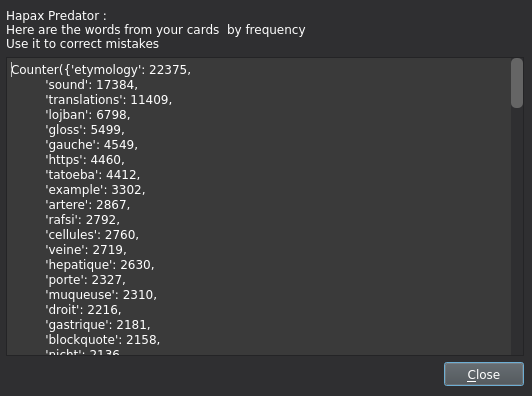 Hapax Predator :
Here are the words from your cards  by frequency
Use it to correct mistakes
Counter({'etymology': 22375,
'sound': 17384,
'translations': 11409,
'lojban': 6798,
'gloss': 5499,
'gauche': 4549,
'https': 4460,
'tatoeba': 4412,
'example': 3302,
'artere': 2867,
'rafsi': 2792,
'cellules': 2760,
'veine': 2719,
'hepatique': 2630,
'porte': 2327,
'muqueuse': 2310,
'droit': 2216,
'gastrique': 2181,
'blockquote': 2158,
'nicht': 2136,
Close